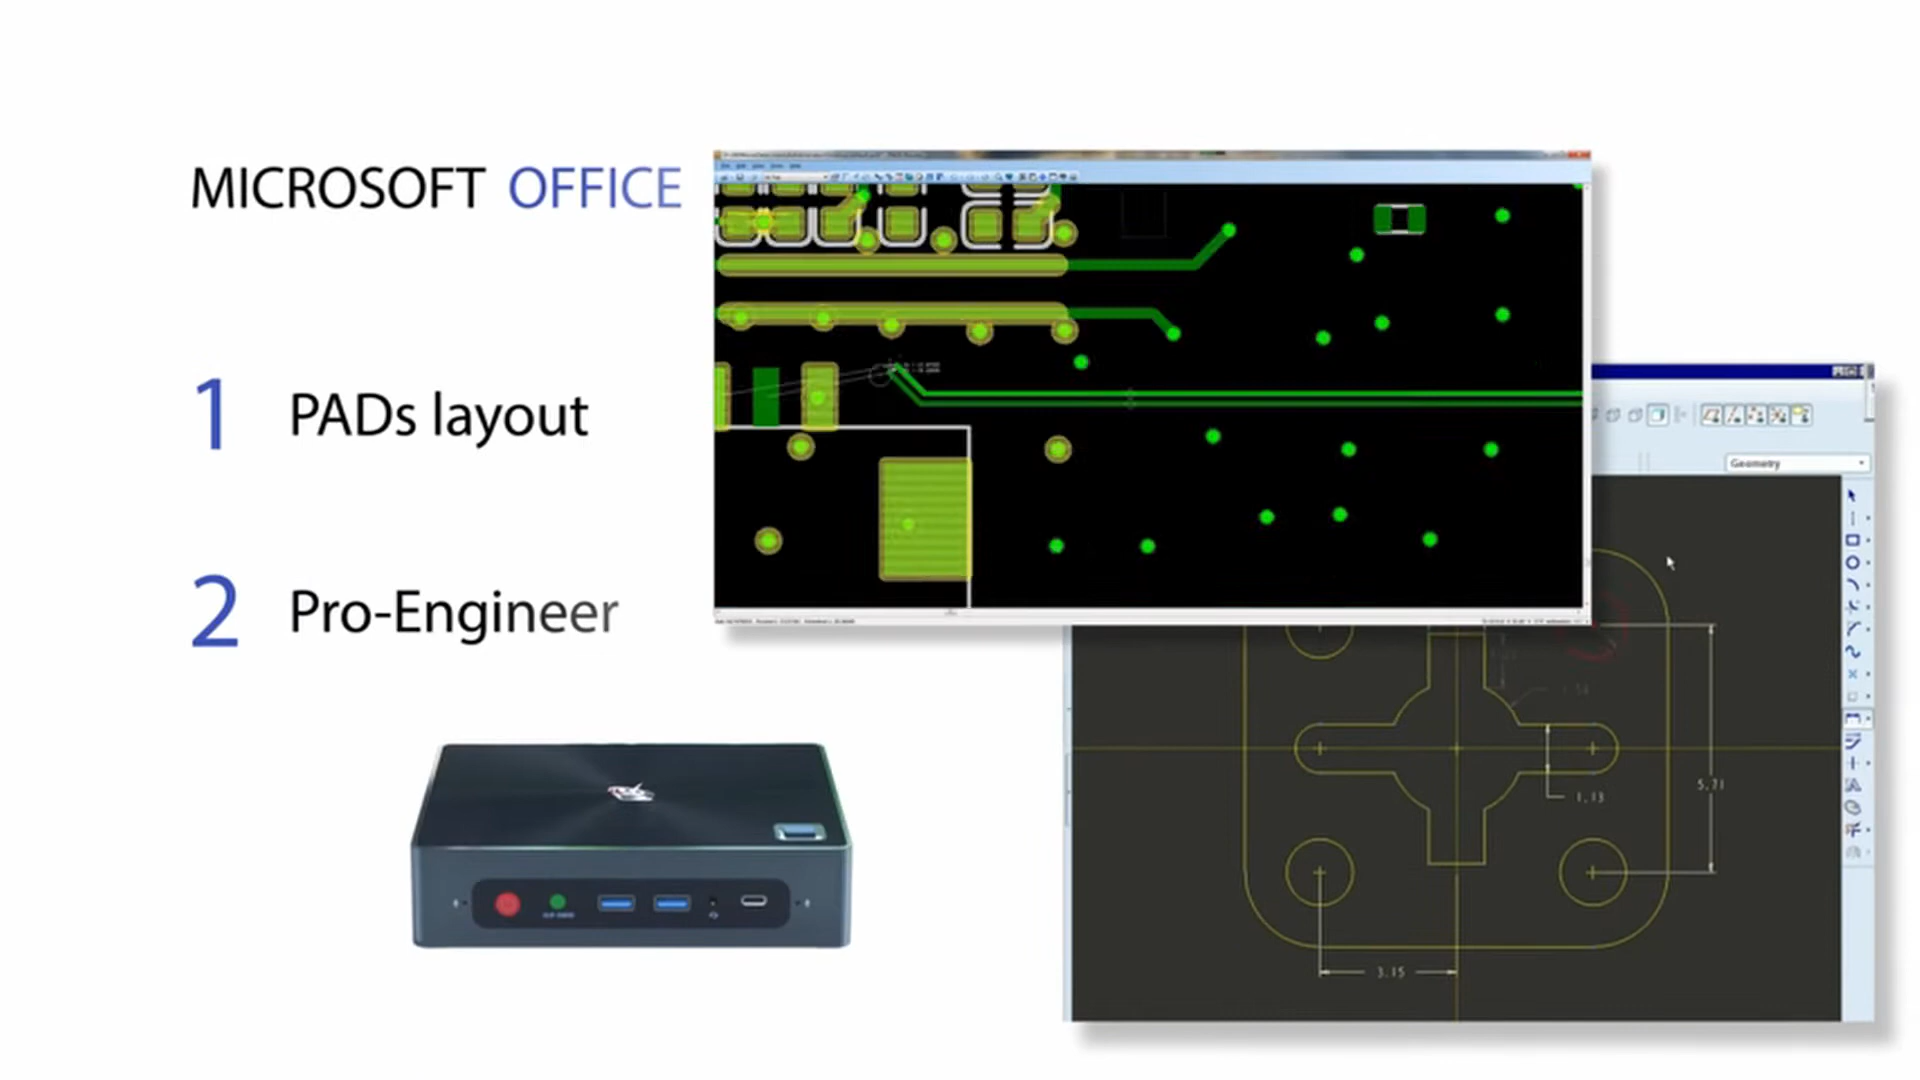 MICROSOFT OFFICE
1 PADs layout
2 Pro-Engineer
Geometry
5.71
1.13
3.15